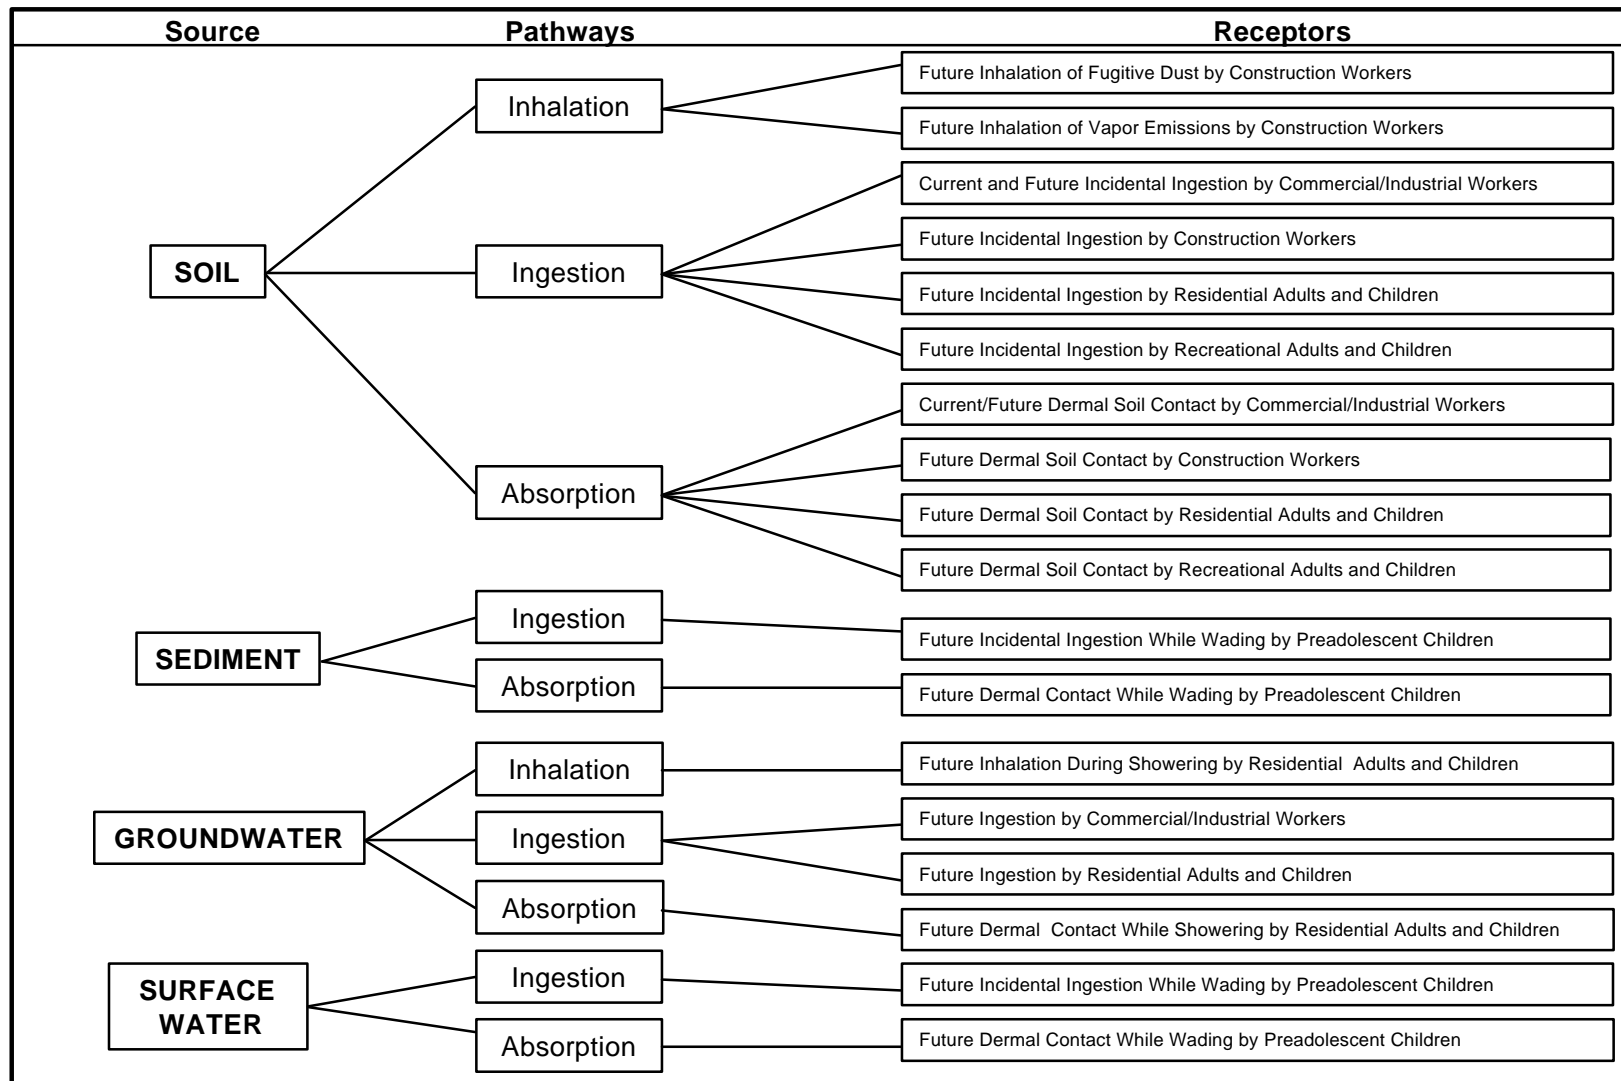 Source Pathways Receptors
Future Inhalation of Fugitive Dust by Construction Workers
Inhalation
Future Inhalation of Vapor Emissions by Construction Workers
Current and Future Incidental Ingestion by Commercial/Industrial Workers
Future Incidental Ingestion by Construction Workers
SOIL
Ingestion
Future Incidental Ingestion by Residential Adults and Children
Future Incidental Ingestion by Recreational Adults and Children
Current/Future Dermal Soil Contact by Commercial/Industrial Workers
Future Dermal Soil Contact by Construction Workers
Absorption
Future Dermal Soil Contact by Residential Adults and Children
Future Dermal Soil Contact by Recreational Adults and Children
SEDIMENT
Ingestion
Future Incidental Ingestion While Wading by Preadolescent Children
Absorption
Future Dermal Contact While Wading by Preadolescent Children
GROUNDWATER
Inhalation
Future Inhalation During Showering by Residential  Adults and Children
Ingestion
Future Ingestion by Commercial/Industrial Workers
Future Ingestion by Residential Adults and Children
Absorption
Future Dermal  Contact While Showering by Residential Adults and Children
SURFACE
WATER
Ingestion
Future Incidental Ingestion While Wading by Preadolescent Children
Absorption
Future Dermal Contact While Wading by Preadolescent Children